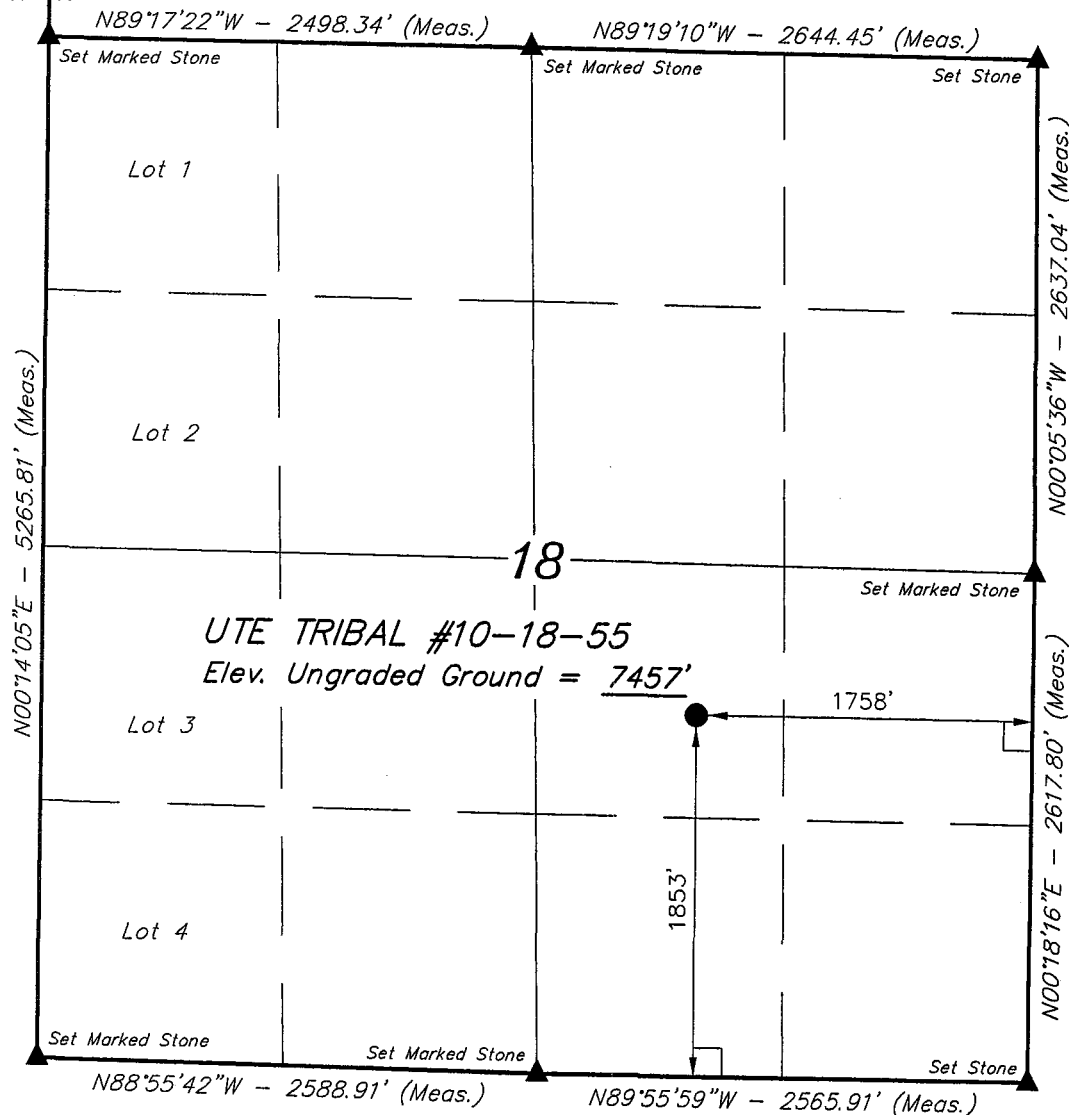 N89°17'22"W - 2498.34' (Meas.)
N89°19'10"W - 2644.45' (Meas.)
Set Marked Stone
Set Marked Stone
Set Stone
Lot 1
N00°05'36"W - 2637.04' (Meas.)
Lot 2
N00°14'05"E - 5265.81' (Meas.)
18
Set Marked Stone
UTE TRIBAL #10-18-55
Elev. Ungraded Ground = 7457'
1758'
Lot 3
N00°18'16"E - 2617.80' (Meas.)
1853'
Lot 4
Set Marked Stone
Set Marked Stone
Set Stone
N88°55'42"W - 2588.91' (Meas.)
N89°55'59"W - 2565.91' (Meas.)